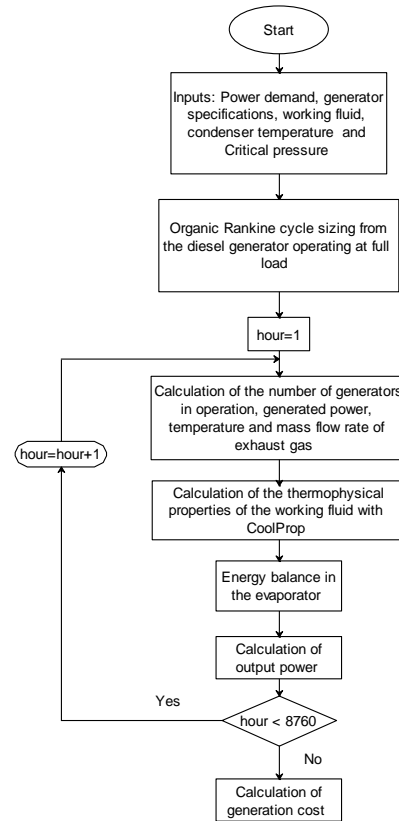 Start
Inputs: Power demand, generator
specifications, working fluid,
condenser temperature and
Critical pressure
Organic Rankine cycle sizing from
the diesel generator operating at full
load
hour=1
Calculation of the number of generators
in operation, generated power,
temperature and mass flow rate of
exhaust gas
hour=hour+1
Calculation of the thermophysical
properties of the working fluid with
CoolProp
Energy balance in
the evaporator
Calculation of
output power
Yes
hour < 8760
No
Calculation of
generation cost